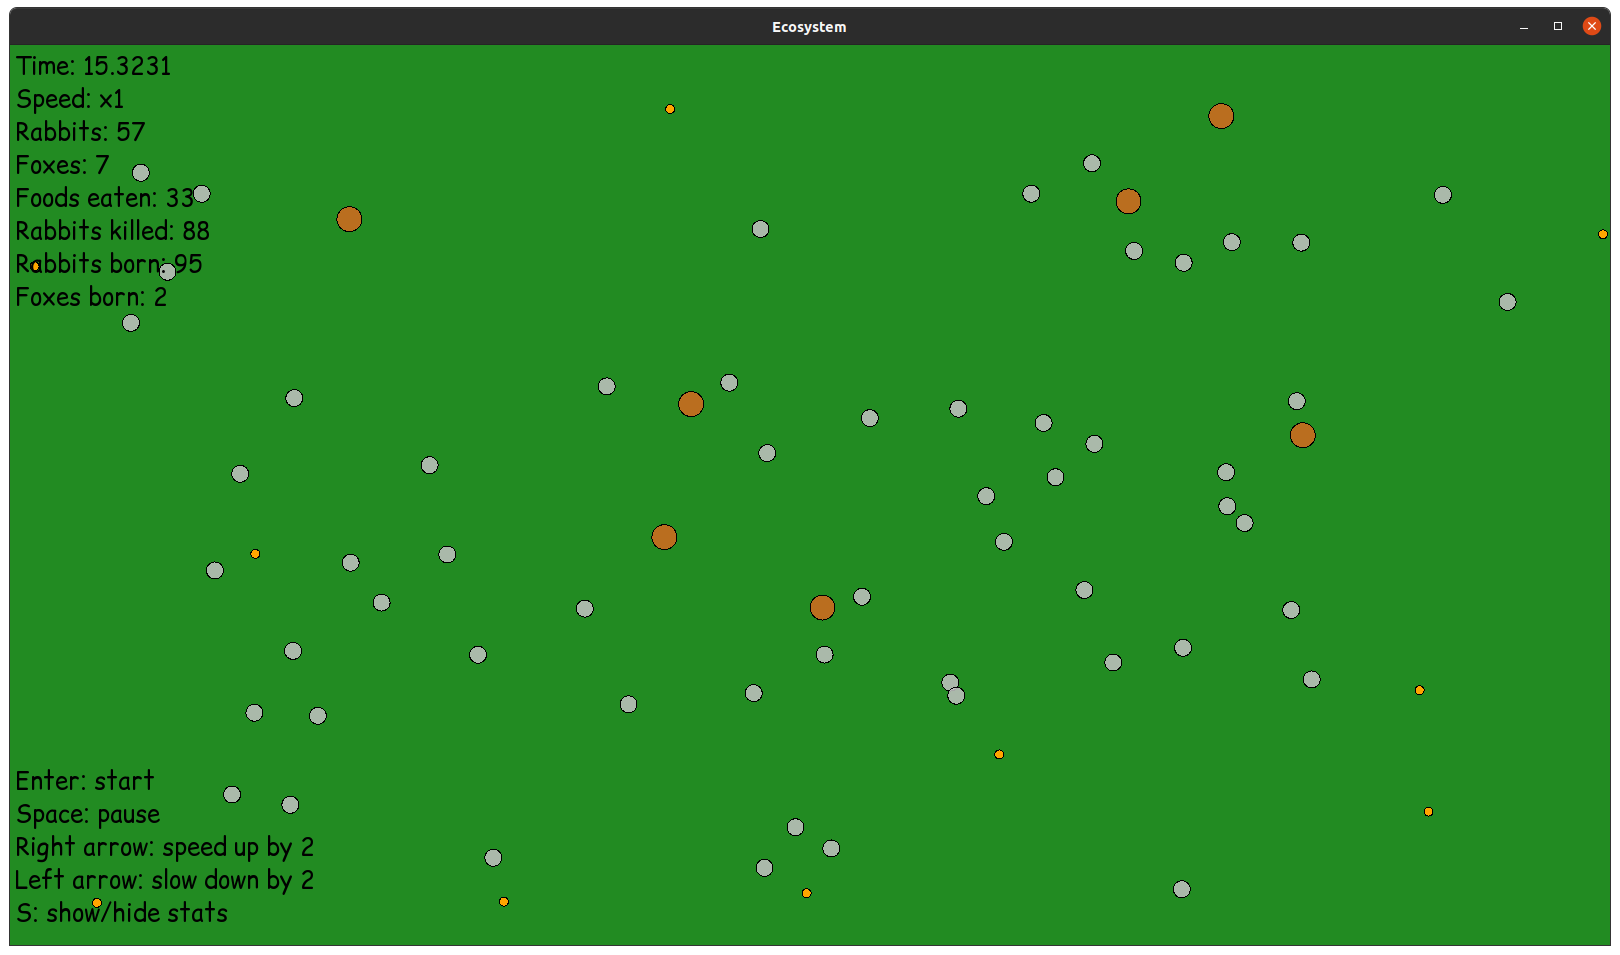 Ecosystem
Time: 15.3231
Speed: x1
Rabbits: 57
Foxes: 7
Foods eaten: 33
Rabbits killed: 88
Rabbits born: 95
Foxes born: 2
Enter: start
Space: pause
Right arrow: speed up by 2
Left arrow: slow down by 2
S: show/hide stats